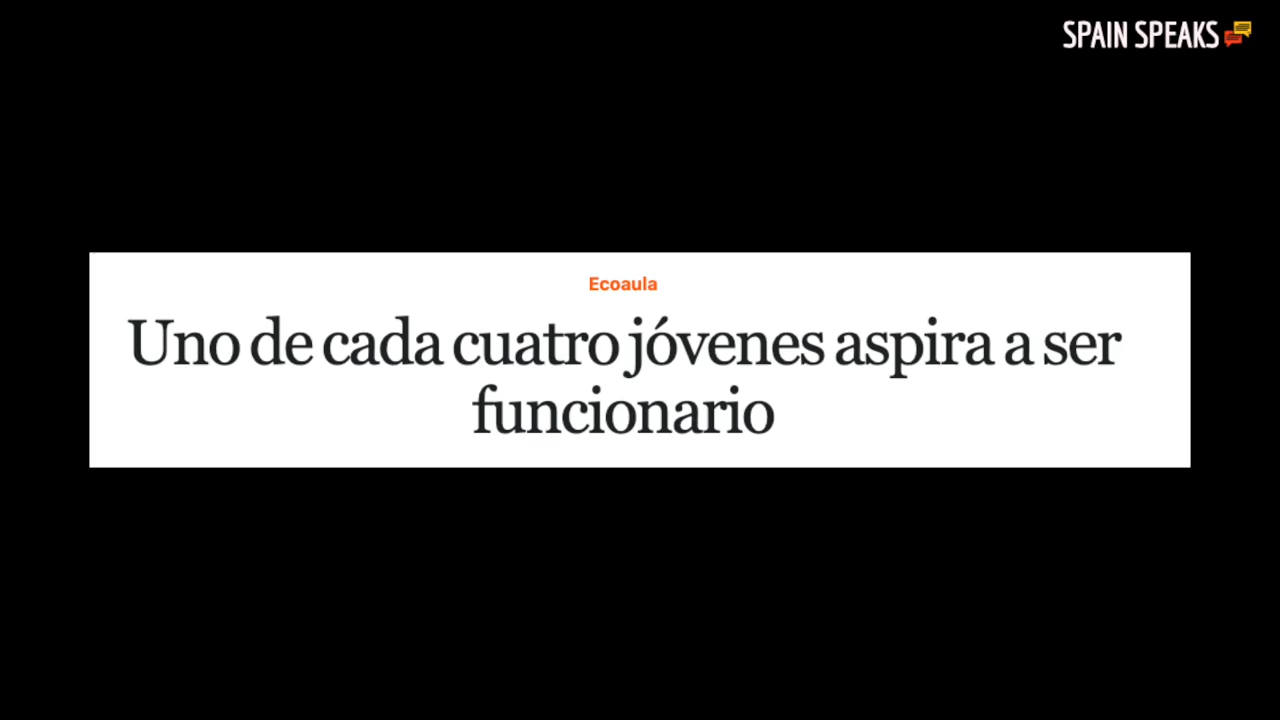 SPAIN SPEAKS
Ecoaula
Uno de cada cuatro jóvenes aspira a ser
funcionario